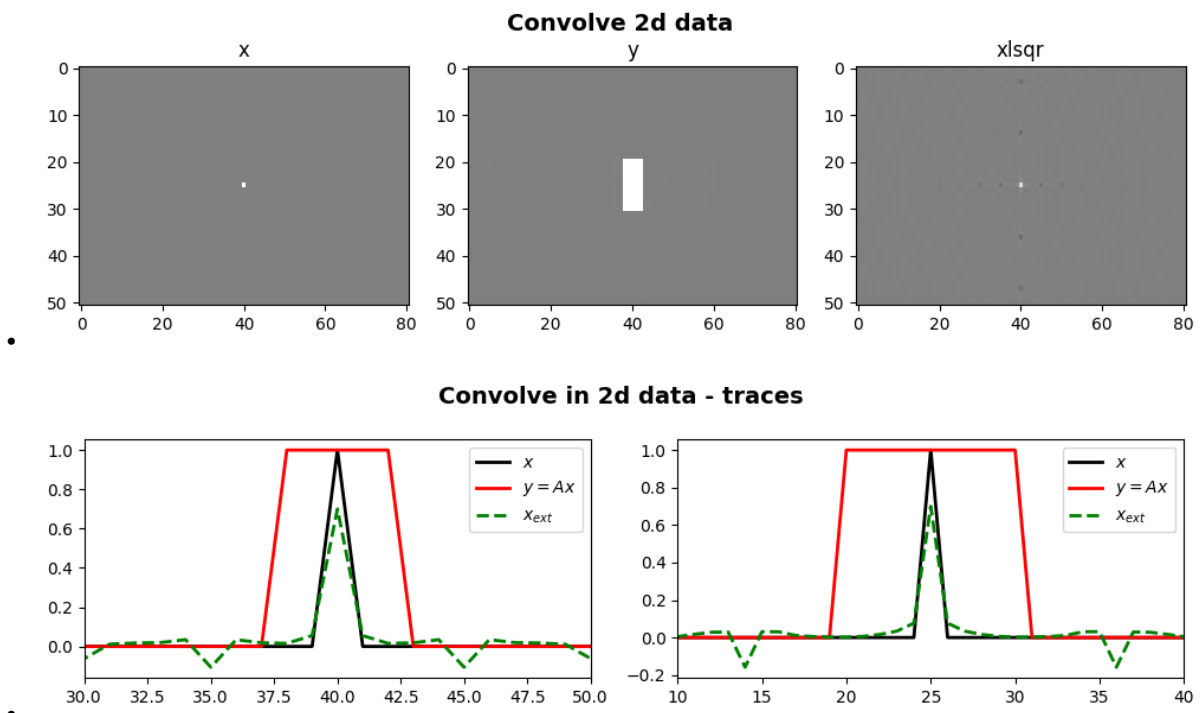 Convolve 2d data
x
y
xlsqr
0
10
20
30
40
50
0 20 40 60 80
0
10
20
30
40
50
0 20 40 60 80
0
10
20
30
40
50
0 20 40 60 80
Convolve in 2d data - traces
1.0
0.8
0.6
0.4
0.2
0.0
30.0 32.5 35.0 37.5 40.0 42.5 45.0 47.5 50.0
x
y = Ax
x_ext
1.0
0.8
0.6
0.4
0.2
0.0
−0.2
10 15 20 25 30 35 40
x
y = Ax
x_ext